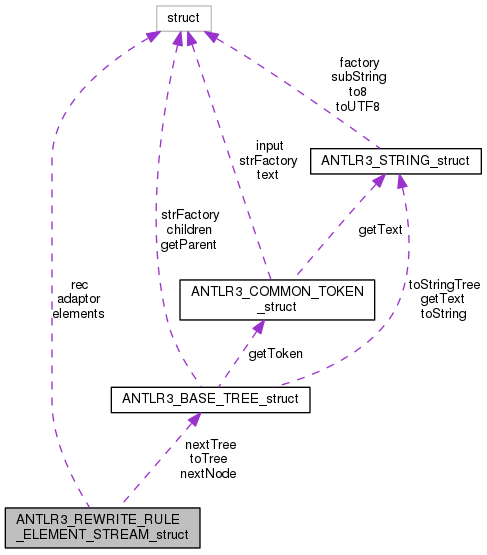 struct
factory
subString
to8
toUTF8
input
strFactory
text
ANTLR3_STRING_struct
strFactory
children
getParent
getText
rec
adaptor
elements
ANTLR3_COMMON_TOKEN
_struct
toStringTree
getText
toString
getToken
ANTLR3_BASE_TREE_struct
nextTree
toTree
nextNode
ANTLR3_REWRITE_RULE
_ELEMENT_STREAM_struct